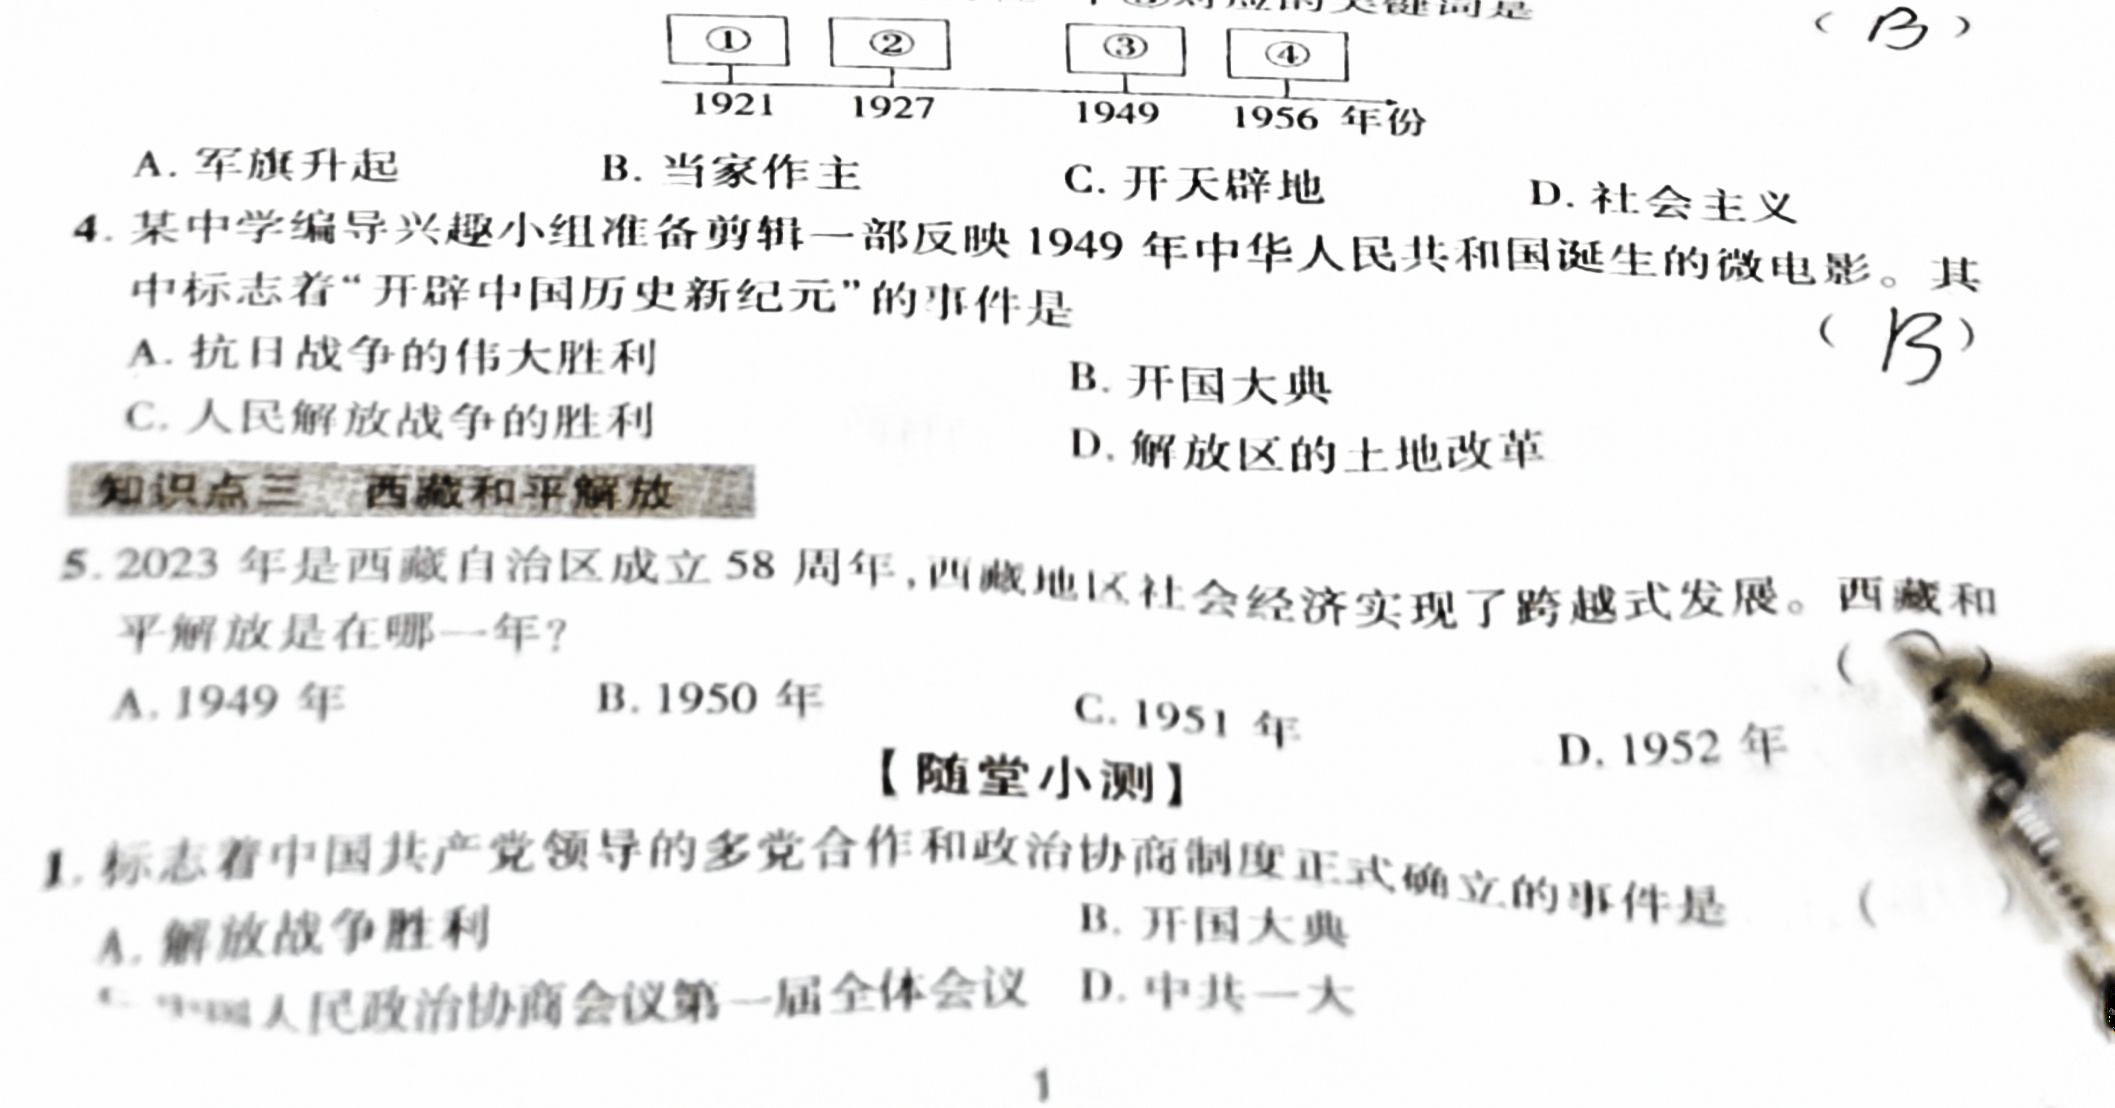 对应的关键词是
( B )
① ② ③ ④
1921 1927 1949 1956 年份
A. 军旗升起 B. 当家作主 C. 开天辟地 D. 社会主义
4. 某中学编导兴趣小组准备剪辑一部反映 1949 年中华人民共和国诞生的微电影。其
中标志着“开辟中国历史新纪元”的事件是 ( B )
A. 抗日战争的伟大胜利 B. 开国大典
C. 人民解放战争的胜利 D. 解放区的土地改革
知识点三 西藏和平解放
5. 2023 年是西藏自治区成立 58 周年,西藏地区社会经济实现了跨越式发展。西藏和
平解放是在哪一年? ( )
A. 1949 年 B. 1950 年 C. 1951 年 D. 1952 年
【随堂小测】
1. 标志着中国共产党领导的多党合作和政治协商制度正式确立的事件是 ( )
A. 解放战争胜利 B. 开国大典
人民政治协商会议第一届全体会议 D. 中共一大
1